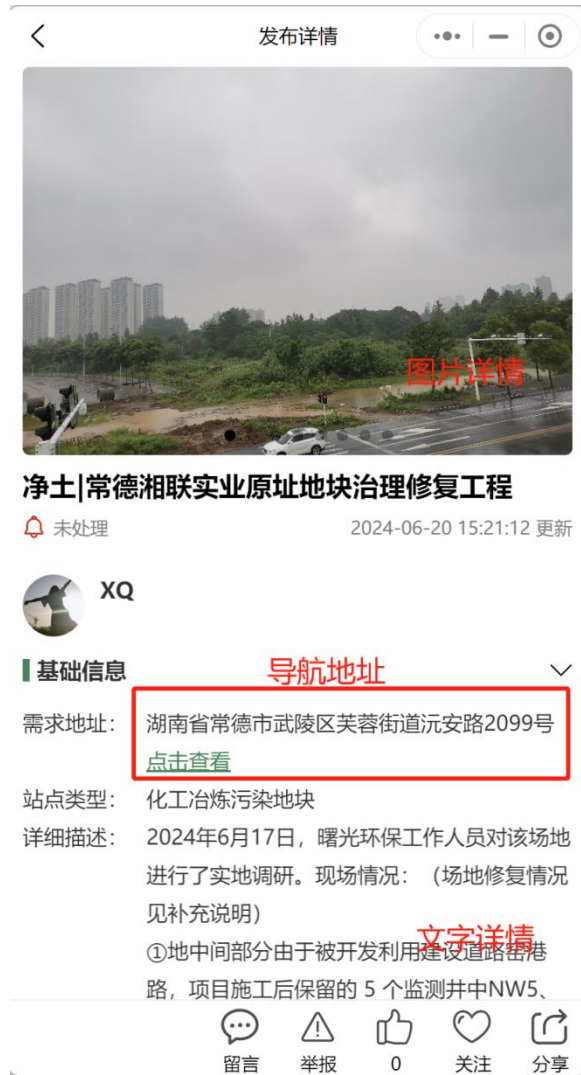 发布详情
图片详情
净土|常德湘联实业原址地块治理修复工程
未处理
2024-06-20 15:21:12 更新
XQ
基础信息
导航地址
需求地址：
湖南省常德市武陵区芙蓉街道沅安路2099号
点击查看
站点类型：
化工冶炼污染地块
详细描述：
2024年6月17日，曙光环保工作人员对该场地
进行了实地调研。现场情况：（场地修复情况
见补充说明）
文字详情
①地中间部分由于被开发利用建设道路岩港
路，项目施工后保留的 5 个监测井中NW5、
留言
举报
0
关注
分享